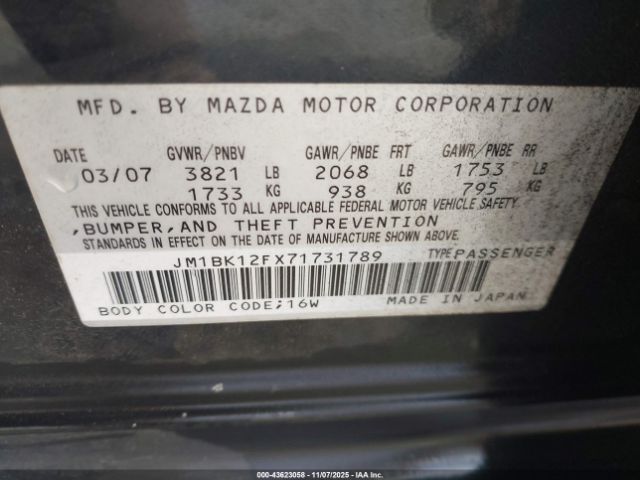 MFD. BY MAZDA MOTOR CORPORATION
DATE GVWR/PNBV GAWR/PNBE FRT GAWR/PNBE RR
03/07 3821 LB 2068 LB 1753 LB
1733 KG 938 KG 795 KG
THIS VEHICLE CONFORMS TO ALL APPLICABLE FEDERAL MOTOR VEHICLE SAFETY
,BUMPER,AND THEFT PREVENTION
STANDARDS IN EFFECT ON THE DATE OF MANUFACTURE SHOWN ABOVE.
JM1BK12FX71731789 TYPE:PASSENGER
BODY COLOR CODE;16W MADE IN JAPAN
000-43623058 - 11/07/2025 - IAA, Inc.